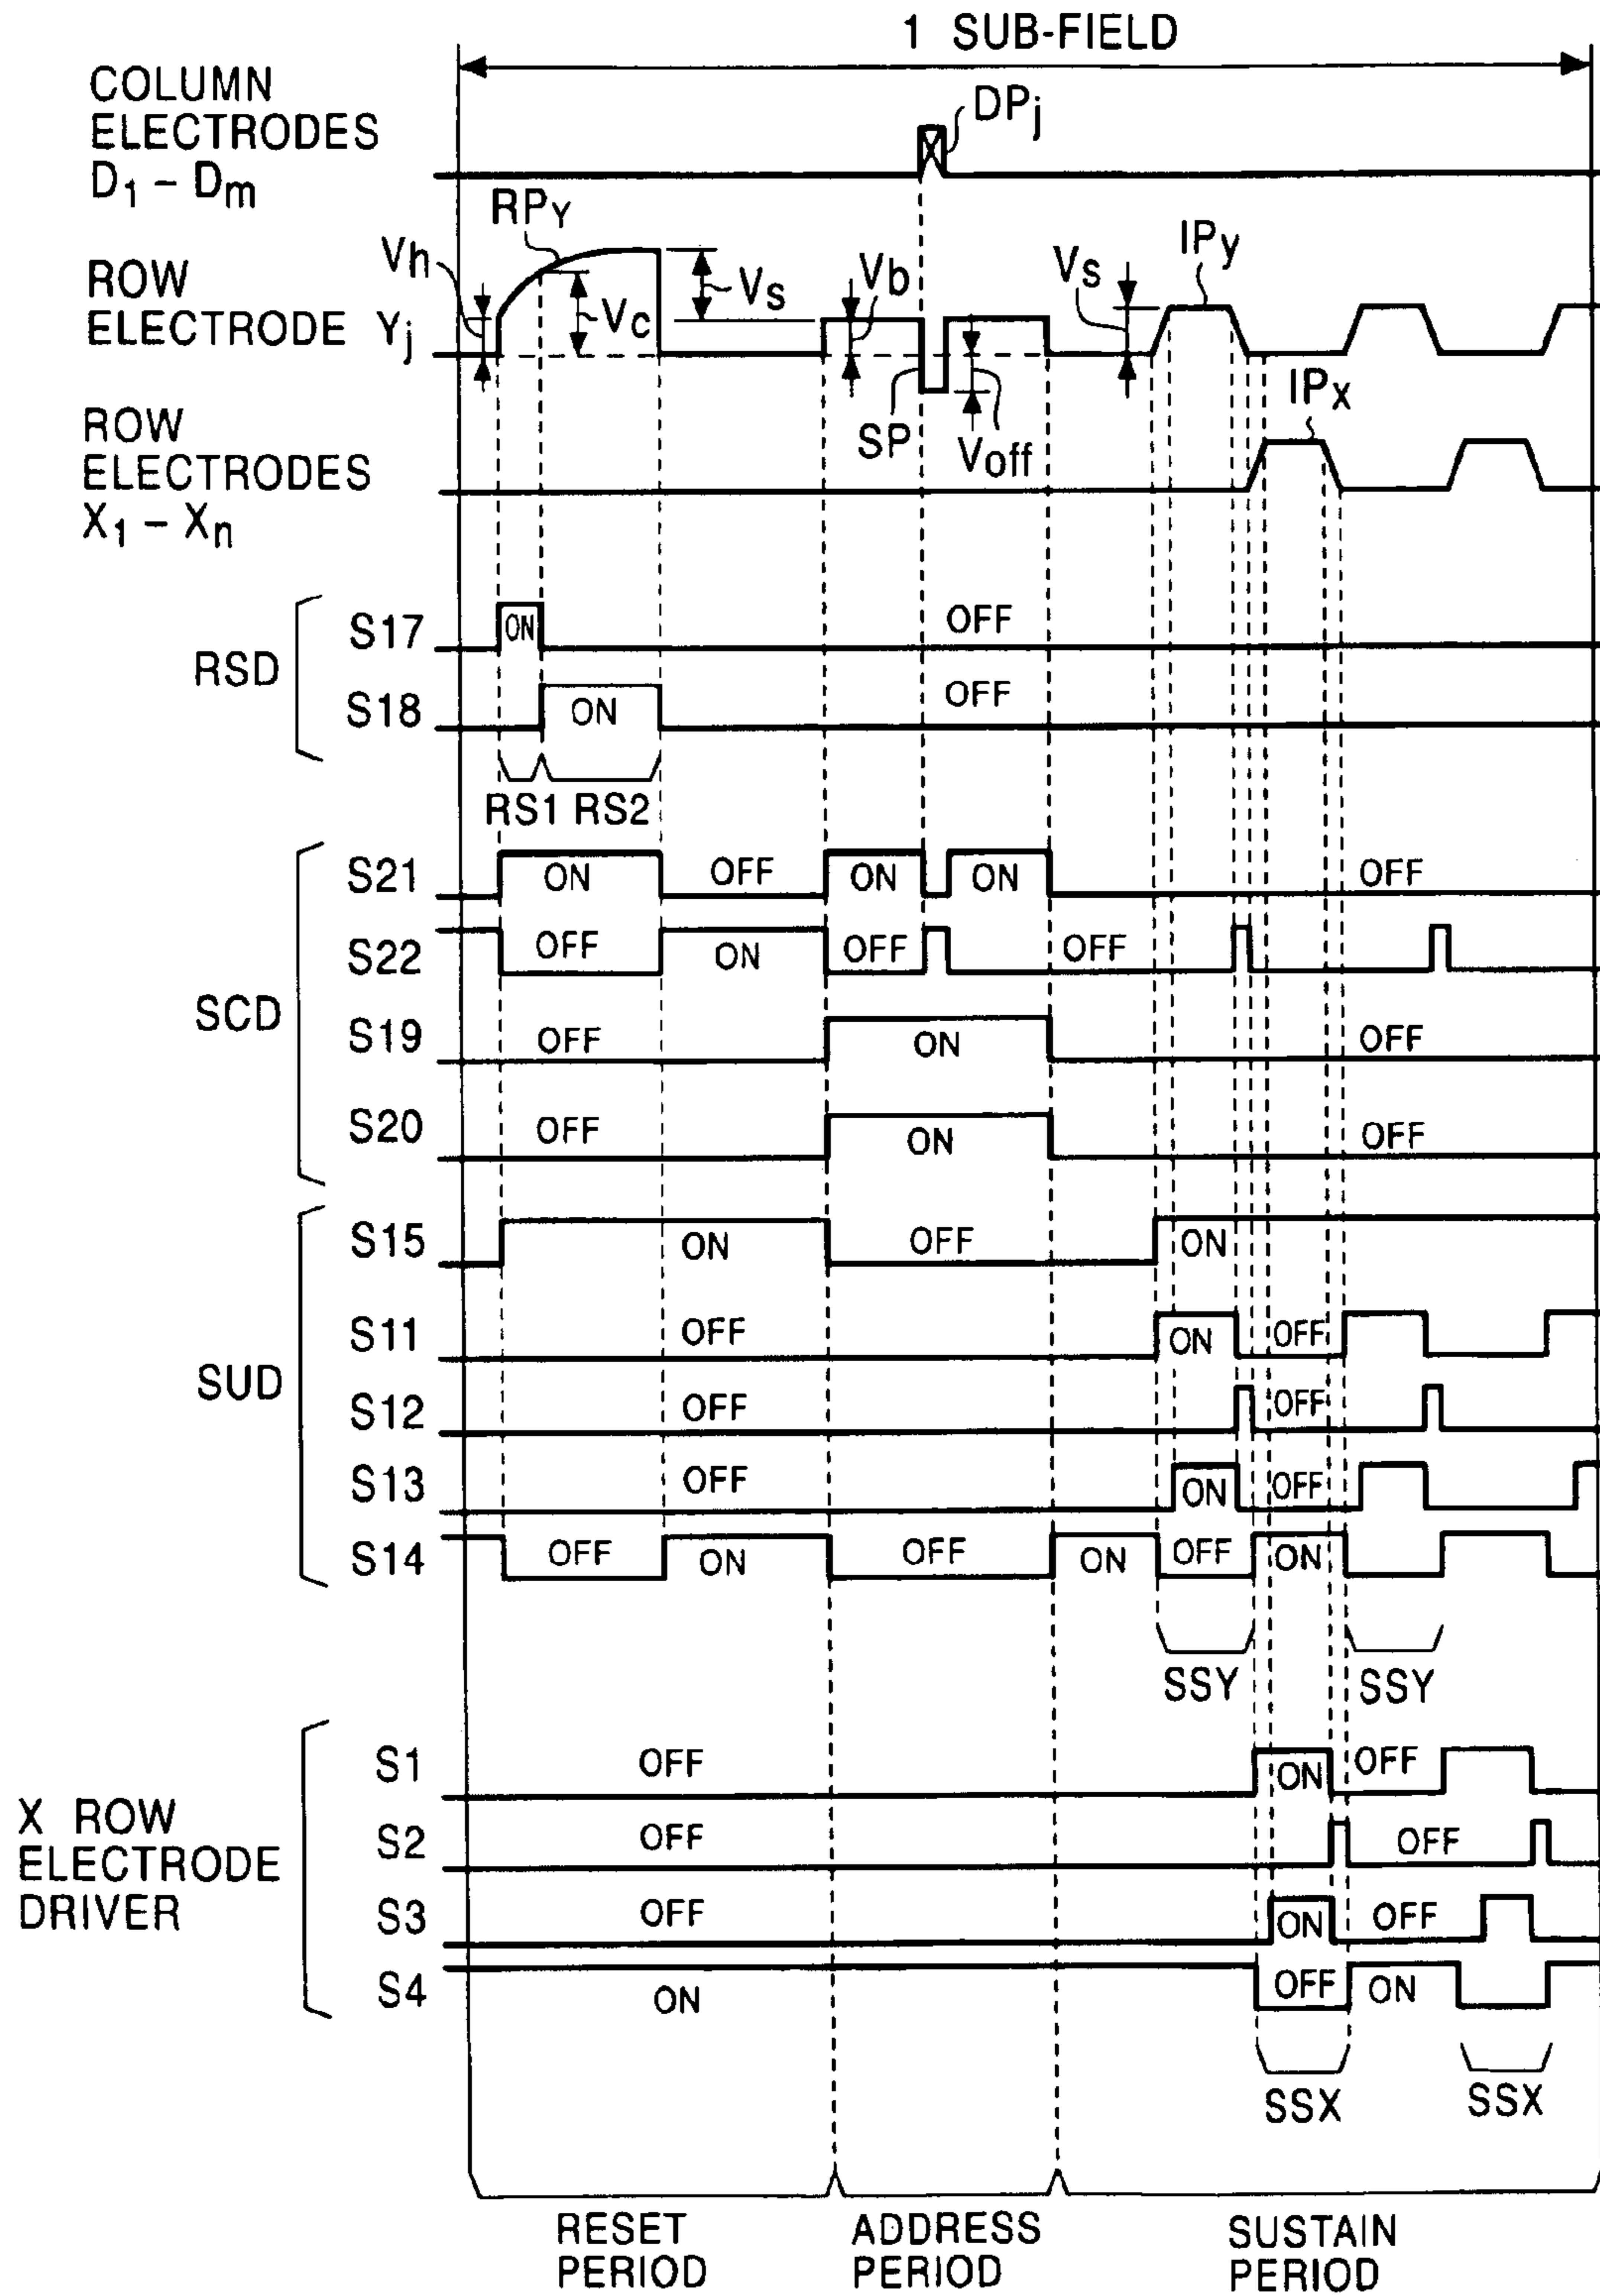 1 SUB-FIELD
COLUMN
ELECTRODES
D1 – Dm
DPj
RPY
Vh
Vs
Vc
Vb
Vs
IPy
ROW
ELECTRODE Yj
SP
Voff
IPX
ROW
ELECTRODES
X1 – Xn
RSD
S17 ON OFF
S18 ON OFF
RS1 RS2
SCD
S21 ON OFF ON ON OFF
S22 OFF ON OFF OFF
S19 OFF ON OFF
S20 OFF ON OFF
SUD
S15 ON OFF ON
S11 OFF ON OFF
S12 OFF OFF
S13 OFF ON OFF
S14 OFF ON OFF ON OFF ON
SSY SSY
X ROW
ELECTRODE
DRIVER
S1 OFF ON OFF
S2 OFF OFF
S3 OFF ON OFF
S4 ON OFF ON
SSX SSX
RESET
PERIOD
ADDRESS
PERIOD
SUSTAIN
PERIOD